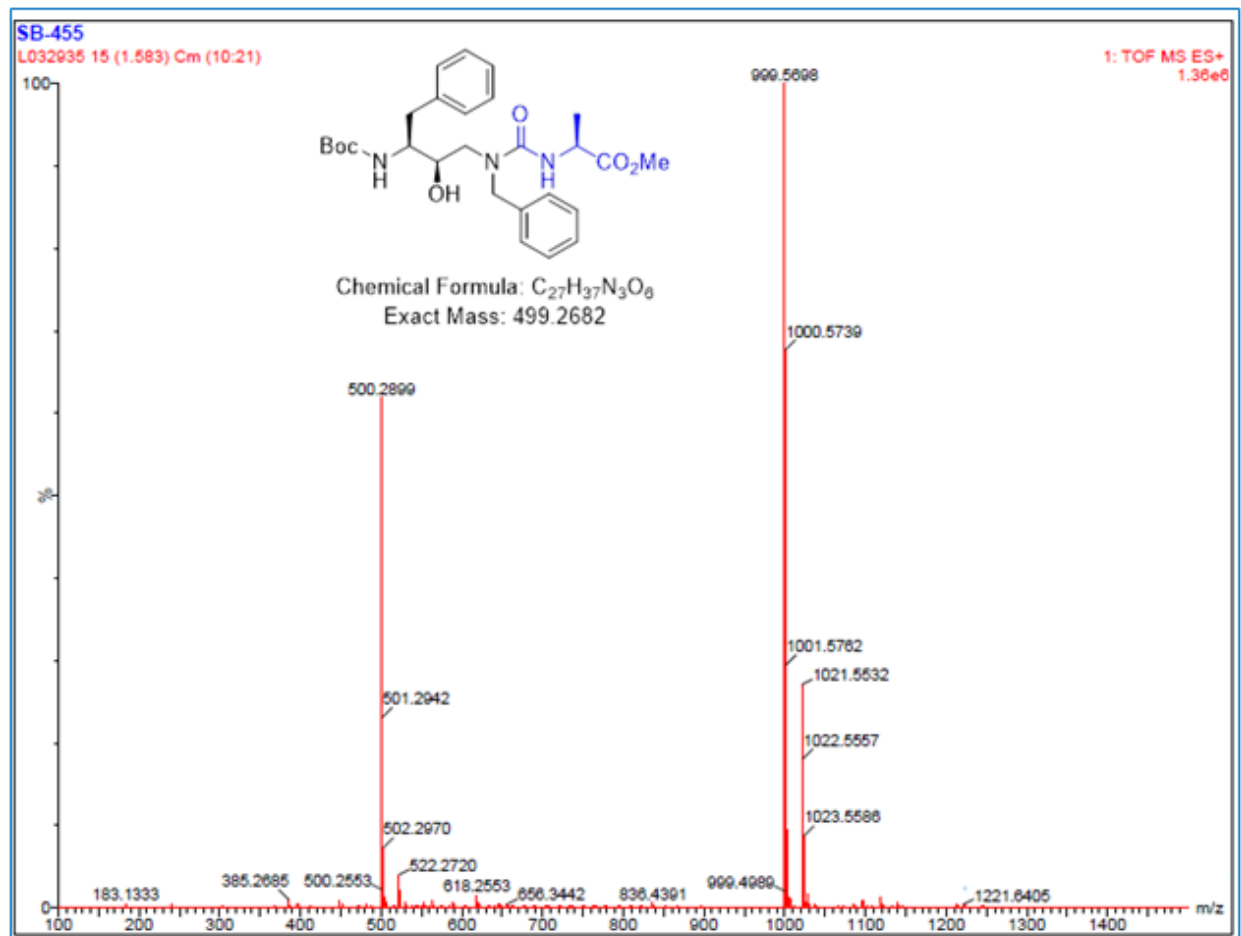 SB-455
L032935 15 (1.583) Cm (10:21)
1: TOF MS ES+
1.36e6
100
%
0
999.5698
1000.5739
1001.5762
1021.5532
1022.5557
1023.5586
999.4989
1221.6405
500.2899
501.2942
502.2970
522.2720
500.2553
618.2553
656.3442
836.4391
385.2685
183.1333
Boc
N
H
OH
N
O
N
H
CO₂Me
Chemical Formula: C₂₇H₃₇N₃O₆
Exact Mass: 499.2682
100 200 300 400 500 600 700 800 900 1000 1100 1200 1300 1400 m/z